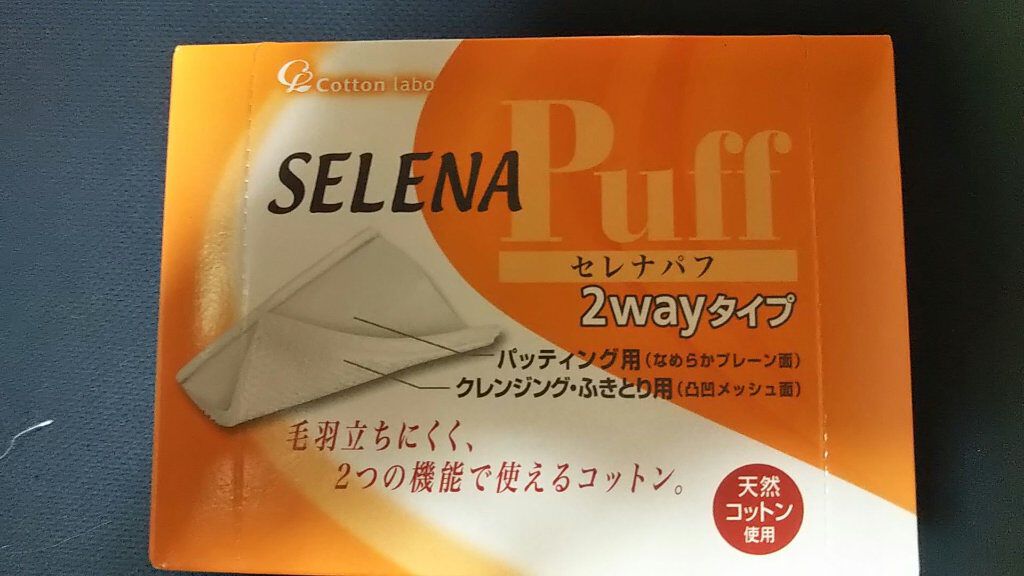 Cotton labo
SELENA
Puff
セレナパフ
2wayタイプ
パッティング用(なめらかプレーン面)
クレンジング・ふきとり用(凸凹メッシュ面)
毛羽立ちにくく、
2つの機能で使えるコットン。
天然
コットン
使用